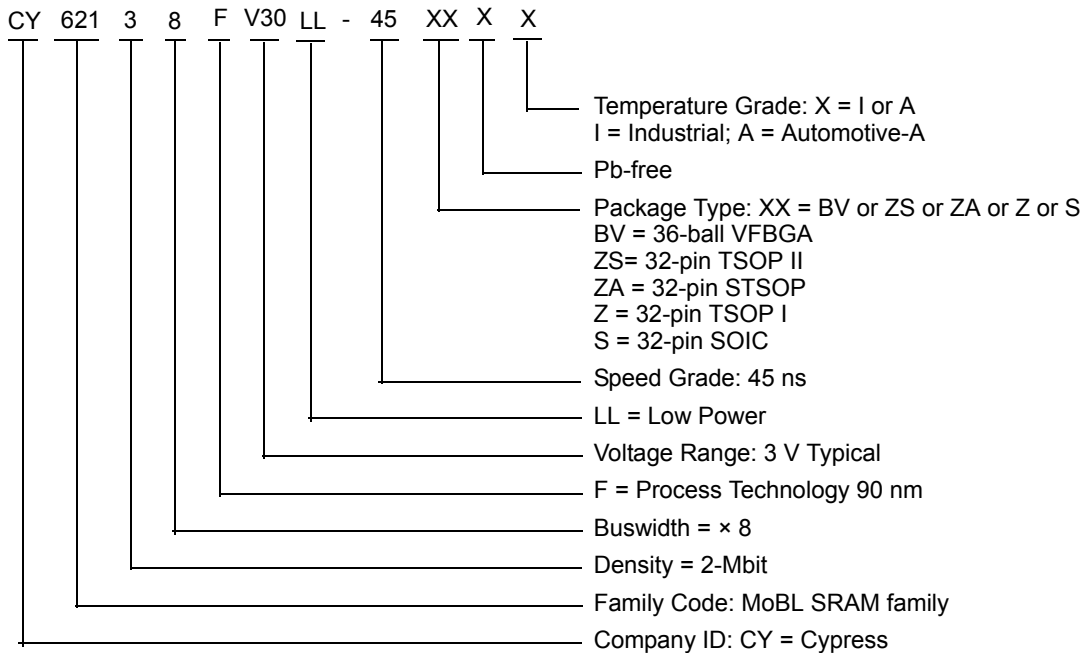 CY 621 3 8 F V30 LL - 45 XX X X
Temperature Grade: X = I or A
I = Industrial; A = Automotive-A
Pb-free
Package Type: XX = BV or ZS or ZA or Z or S
BV = 36-ball VFBGA
ZS= 32-pin TSOP II
ZA = 32-pin STSOP
Z = 32-pin TSOP I
S = 32-pin SOIC
Speed Grade: 45 ns
LL = Low Power
Voltage Range: 3 V Typical
F = Process Technology 90 nm
Buswidth = × 8
Density = 2-Mbit
Family Code: MoBL SRAM family
Company ID: CY = Cypress